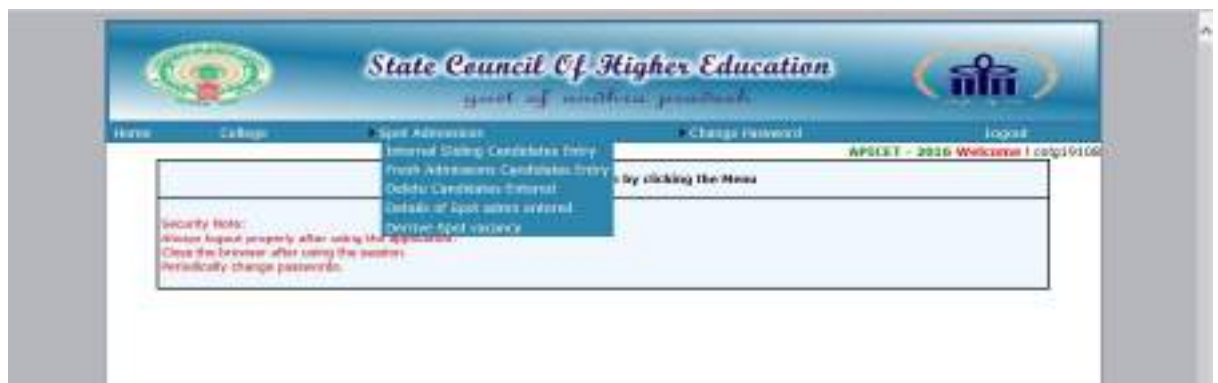 State Council Of Higher Education
govt of andhra pradesh
Home College Spot Admission Change Password Logout
APICET - 2016 Welcome !
Internal Sliding Candidates Entry
Fresh Admissions Candidates Entry
by clicking the Menu
Delete Candidates Entered
Details of Spot admn entered
Derive Spot vacancy
Security Note:
Always logout properly after using the application.
Close the browser after using the session.
Periodically change passwords.